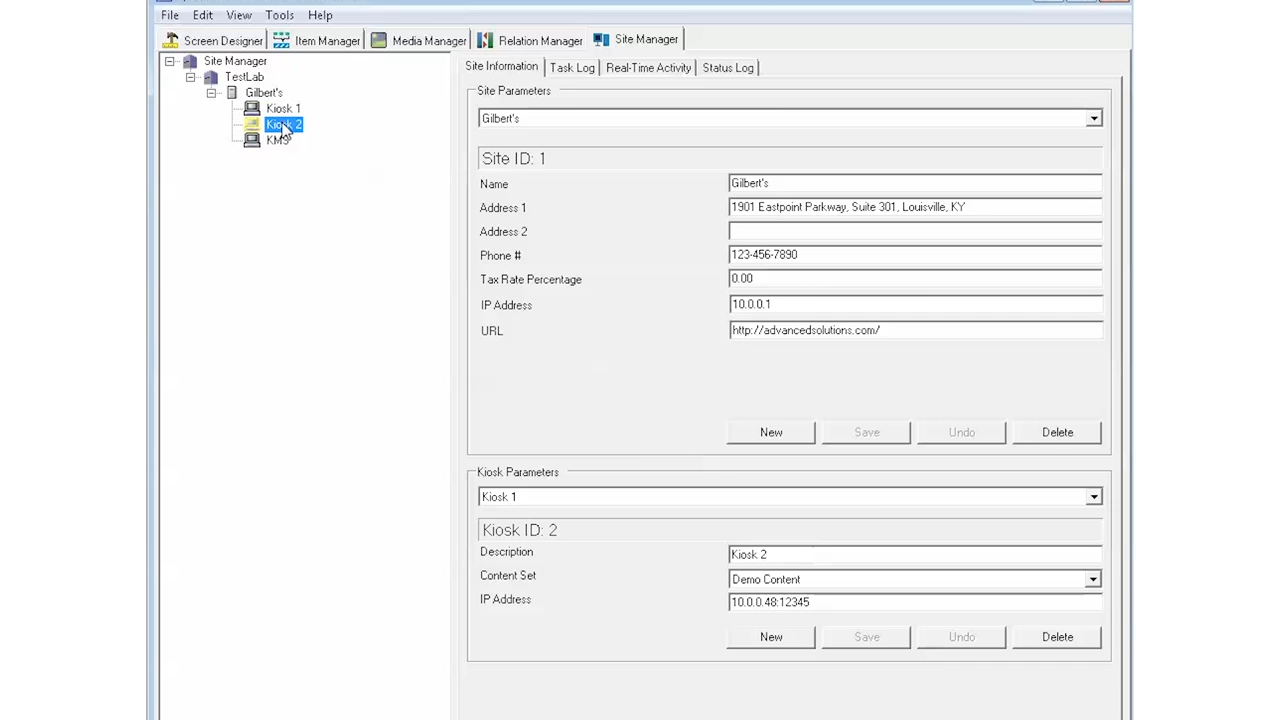 File Edit View Tools Help
Screen Designer Item Manager Media Manager Relation Manager Site Manager
Site Manager
TestLab
Gilbert's
Kiosk 1
Kiosk 2
KMS
Site Information Task Log Real-Time Activity Status Log
Site Parameters
Gilbert's
Site ID: 1
Name Gilbert's
Address 1 1901 Eastpoint Parkway, Suite 301, Louisville, KY
Address 2
Phone # 123-456-7890
Tax Rate Percentage 0.00
IP Address 10.0.0.1
URL http://advancedsolutions.com/
New Save Undo Delete
Kiosk Parameters
Kiosk 1
Kiosk ID: 2
Description Kiosk 2
Content Set Demo Content
IP Address 10.0.0.48:12345
New Save Undo Delete